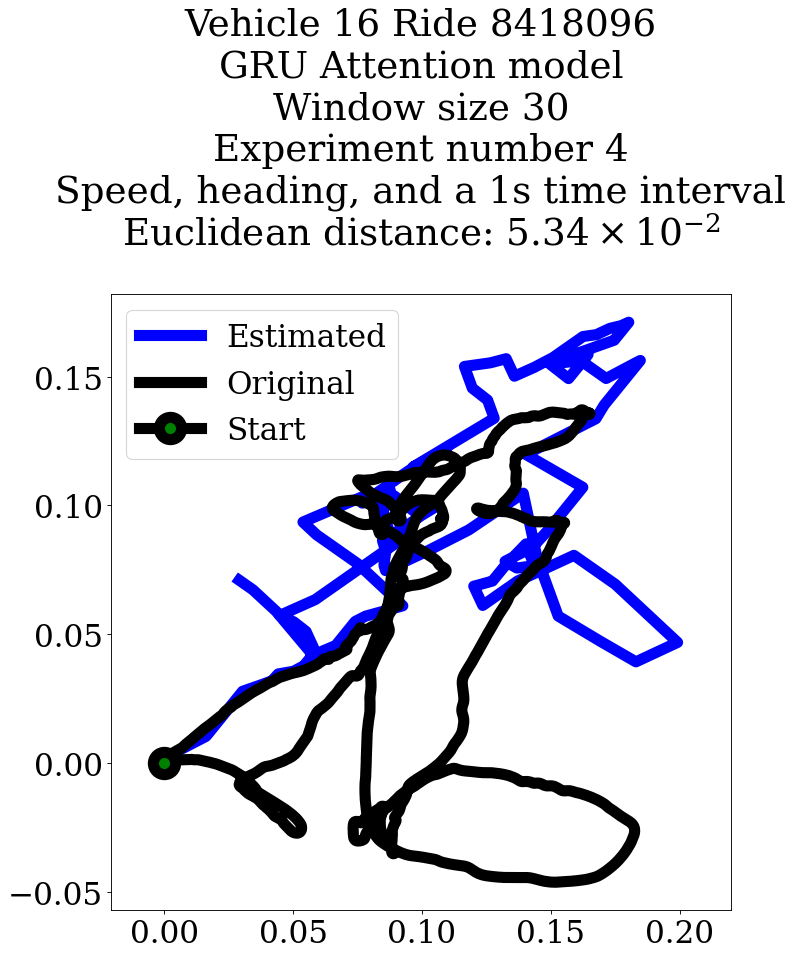 Vehicle 16 Ride 8418096
GRU Attention model
Window size 30
Experiment number 4
Speed, heading, and a 1s time interval
Euclidean distance: 5.34 × 10⁻²
Estimated
Original
Start
0.15
0.10
0.05
0.00
−0.05
0.00 0.05 0.10 0.15 0.20